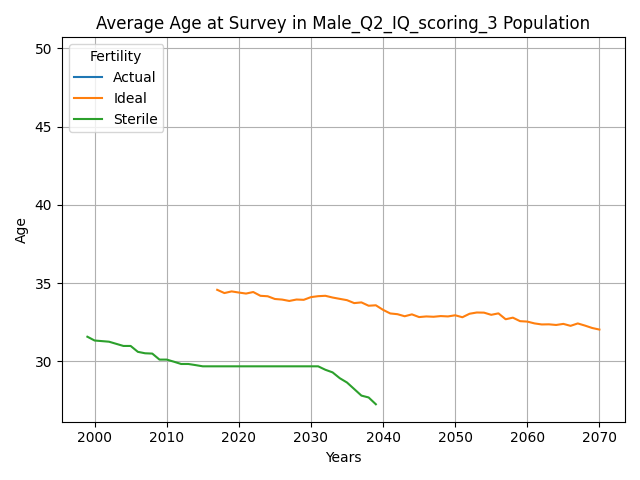 Average Age at Survey in Male_Q2_IQ_scoring_3 Population
50
45
40
35
30
Age
Fertility
Actual
Ideal
Sterile
2000 2010 2020 2030 2040 2050 2060 2070
Years